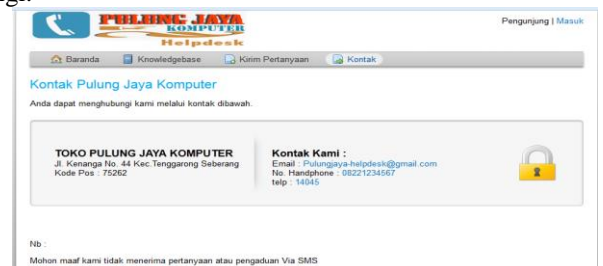 gi.
PULUNG JAYA
KOMPUTER
Helpdesk
Pengunjung | Masuk
Baranda
Knowledgebase
Kirim Pertanyaan
Kontak
Kontak Pulung Jaya Komputer
Anda dapat menghubungi kami melalui kontak dibawah.
TOKO PULUNG JAYA KOMPUTER
Jl. Kenanga No. 44 Kec.Tenggarong Seberang
Kode Pos : 75262
Kontak Kami :
Email : Pulungjaya-helpdesk@gmail.com
No. Handphone : 08221234567
telp : 14045
Nb :
Mohon maaf kami tidak menerima pertanyaan atau pengaduan Via SMS